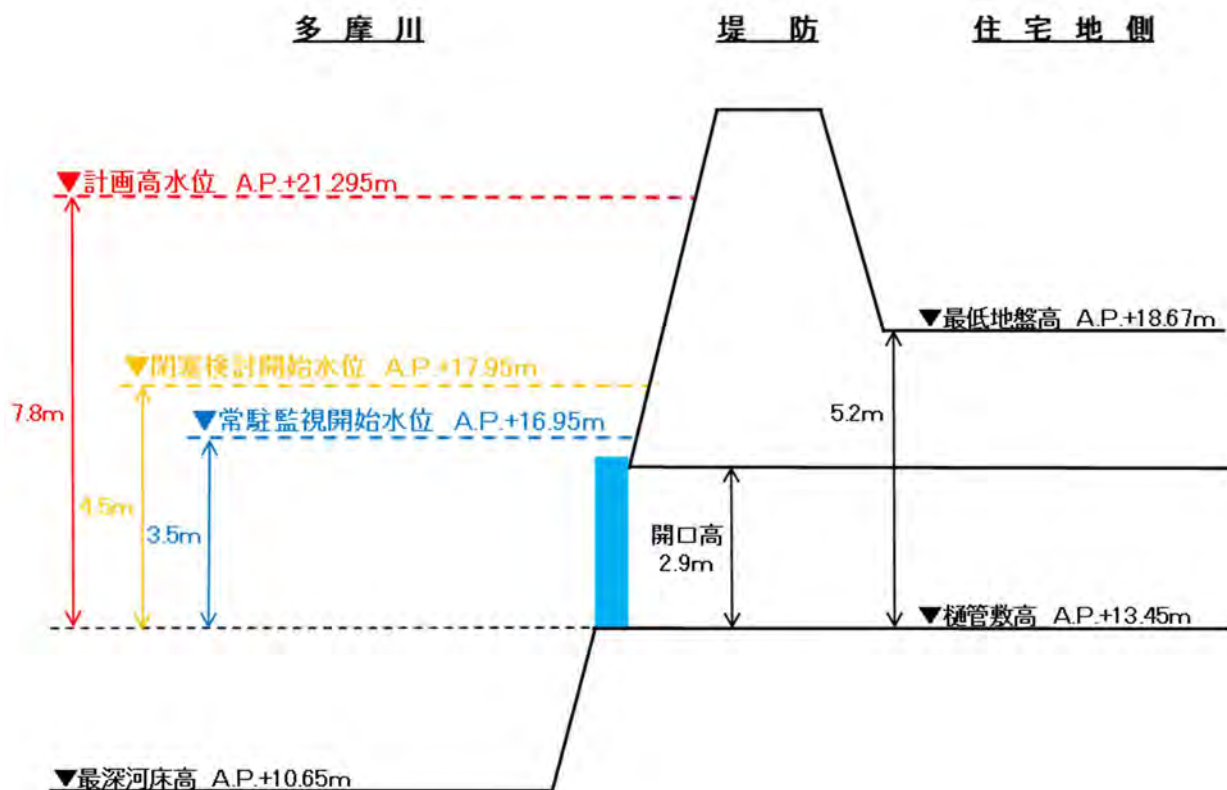 多摩川 堤 防 住宅地側
▼計画高水位 A.P.+21.295m
▼最低地盤高 A.P.+18.67m
▼閉塞検討開始水位 A.P.+17.95m
7.8m
▼常駐監視開始水位 A.P.+16.95m
5.2m
4.5m
3.5m
開口高
2.9m
▼樋管敷高 A.P.+13.45m
▼最深河床高 A.P.+10.65m